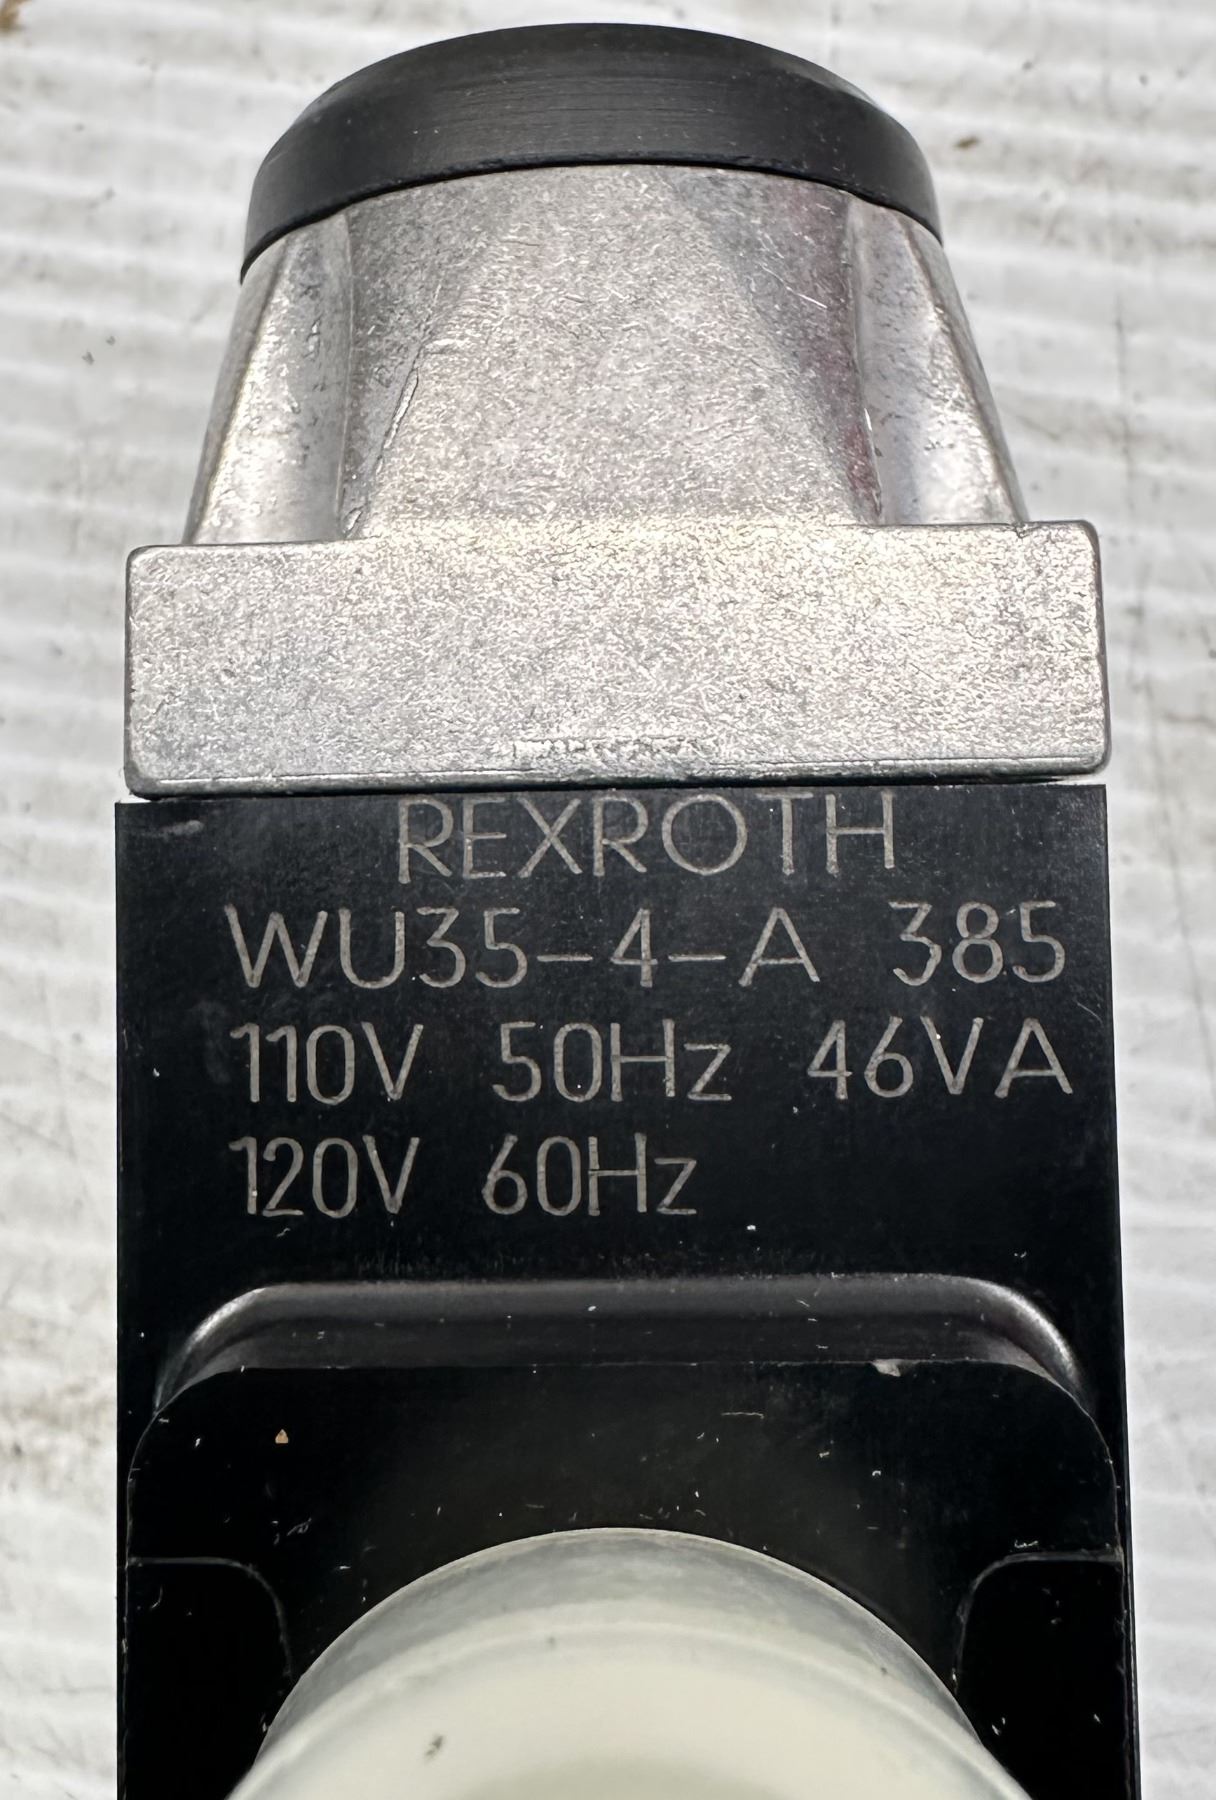 REXROTH
WU35-4-A 385
110V 50Hz 46VA
120V 60Hz